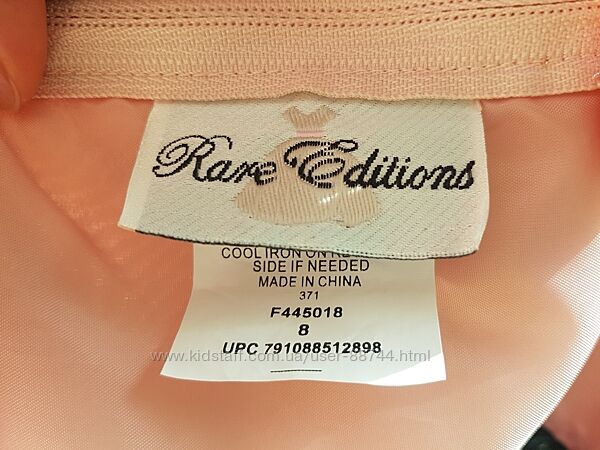 Rare Editions
COOL IRON ON
SIDE IF NEEDED
MADE IN CHINA
371
F445018
8
UPC 791088512898
www.kidstaff.com.ua/user-88744.html